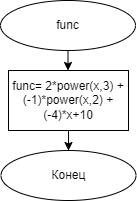 func
func= 2*power(x,3) +
(-1)*power(x,2) +
(-4)*x+10
Конец